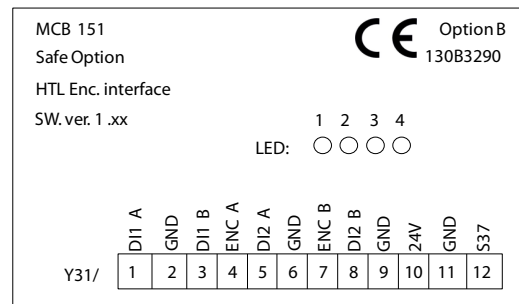 MCB 151
Option B
Safe Option
130B3290
HTL Enc. interface
SW. ver. 1 .xx
1 2 3 4
LED:
DI1 A GND DI1 B ENC A DI2 A GND ENC B DI2 B GND 24V GND S37
Y31/ 1 2 3 4 5 6 7 8 9 10 11 12